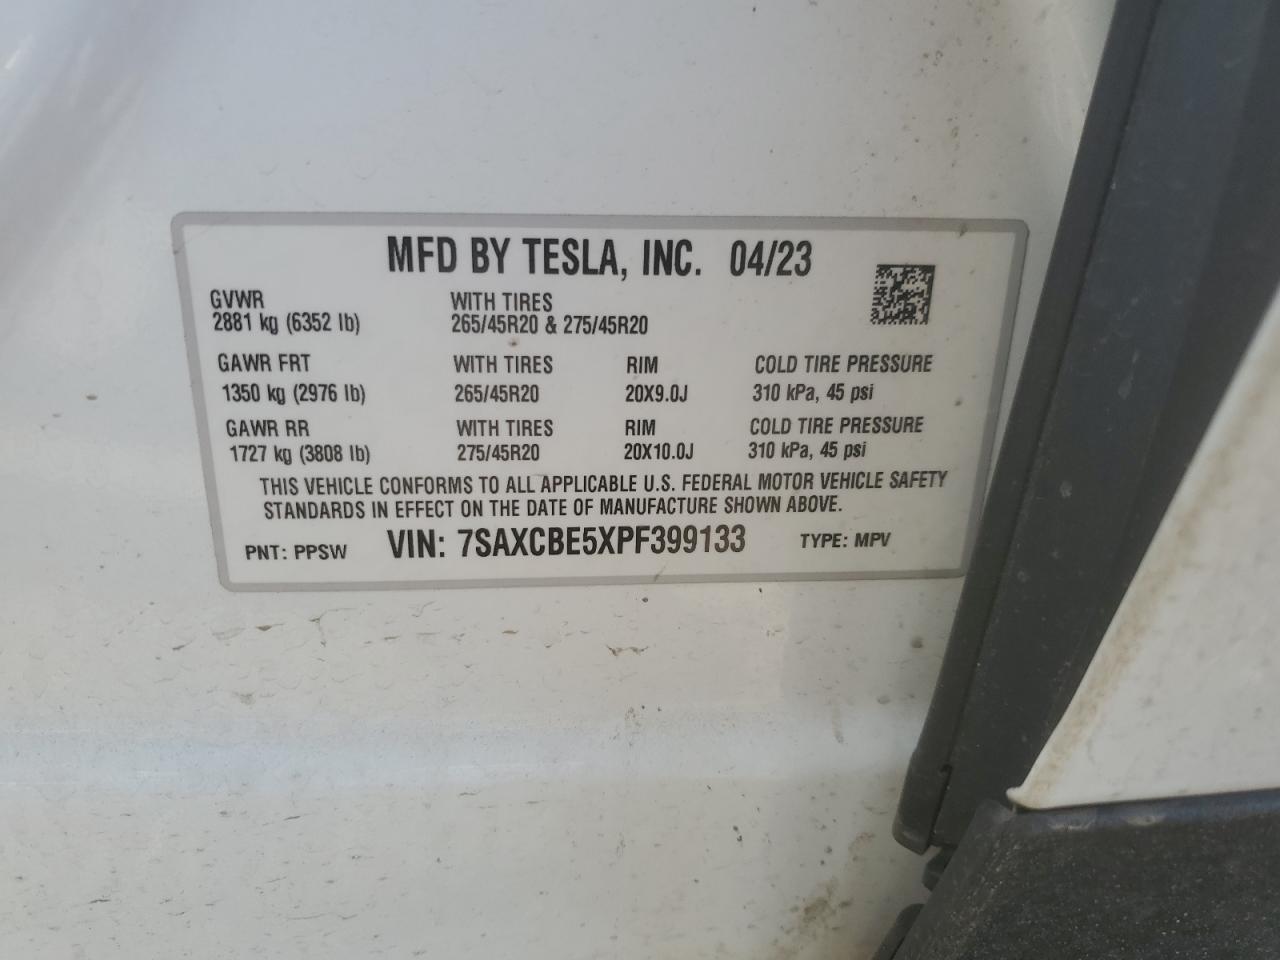 MFD BY TESLA, INC. 04/23
GVWR WITH TIRES
2881 kg (6352 lb) 265/45R20 & 275/45R20
GAWR FRT WITH TIRES RIM COLD TIRE PRESSURE
1350 kg (2976 lb) 265/45R20 20X9.0J 310 kPa, 45 psi
GAWR RR WITH TIRES RIM COLD TIRE PRESSURE
1727 kg (3808 lb) 275/45R20 20X10.0J 310 kPa, 45 psi
THIS VEHICLE CONFORMS TO ALL APPLICABLE U.S. FEDERAL MOTOR VEHICLE SAFETY
STANDARDS IN EFFECT ON THE DATE OF MANUFACTURE SHOWN ABOVE.
PNT: PPSW VIN: 7SAXCBE5XPF399133 TYPE: MPV